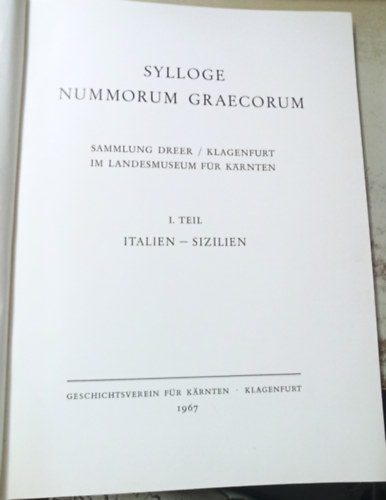 SYLLOGE
NUMMORUM GRAECORUM
SAMMLUNG DREER / KLAGENFURT
IM LANDESMUSEUM FÜR KÄRNTEN
I. TEIL
ITALIEN – SIZILIEN
GESCHICHTSVEREIN FÜR KÄRNTEN · KLAGENFURT
1967